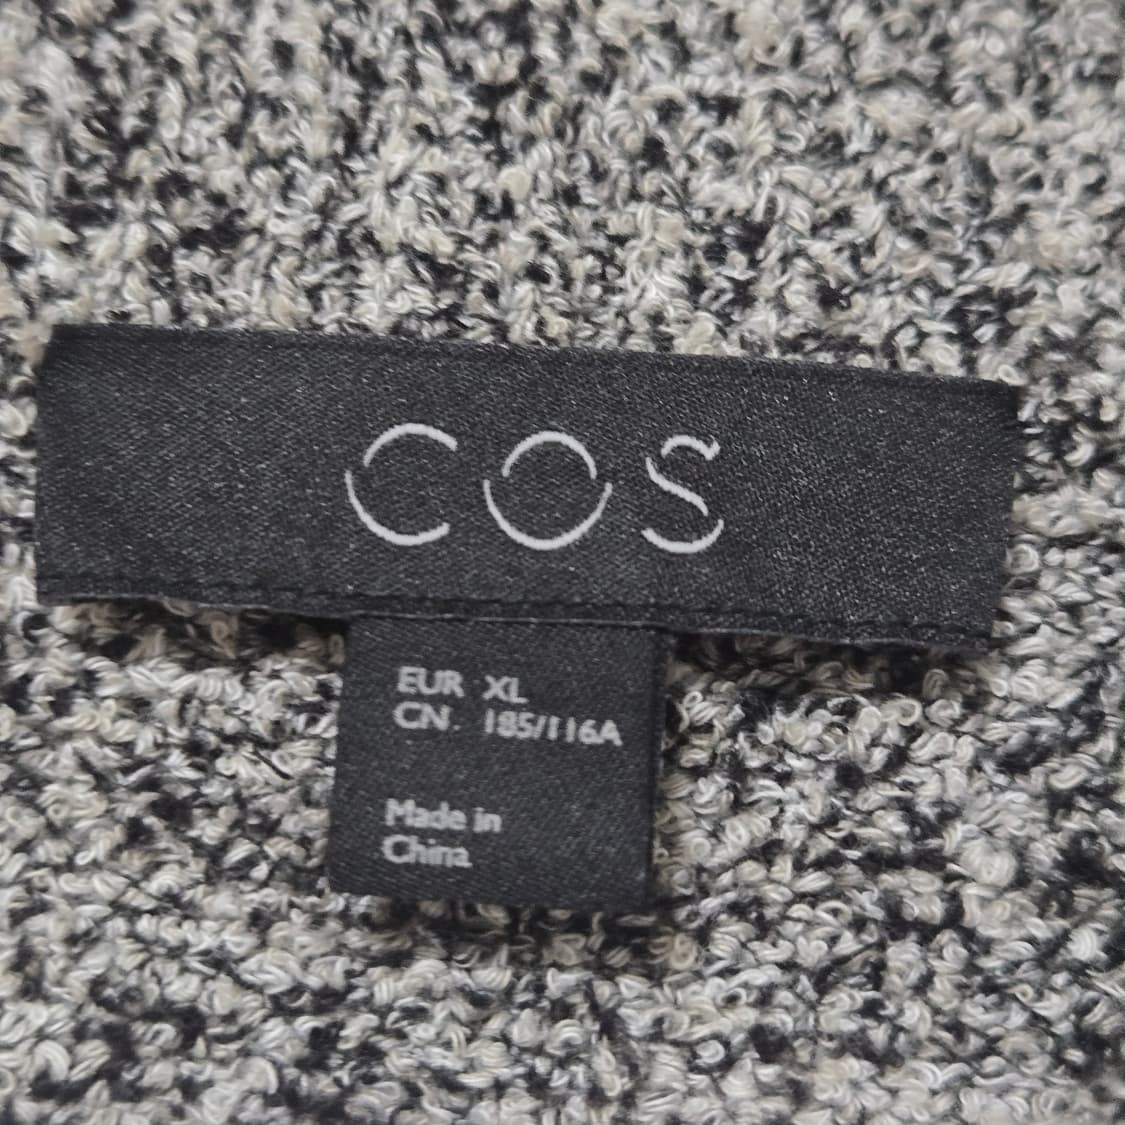 COS
EUR XL
CN 185/116A
Made in
China